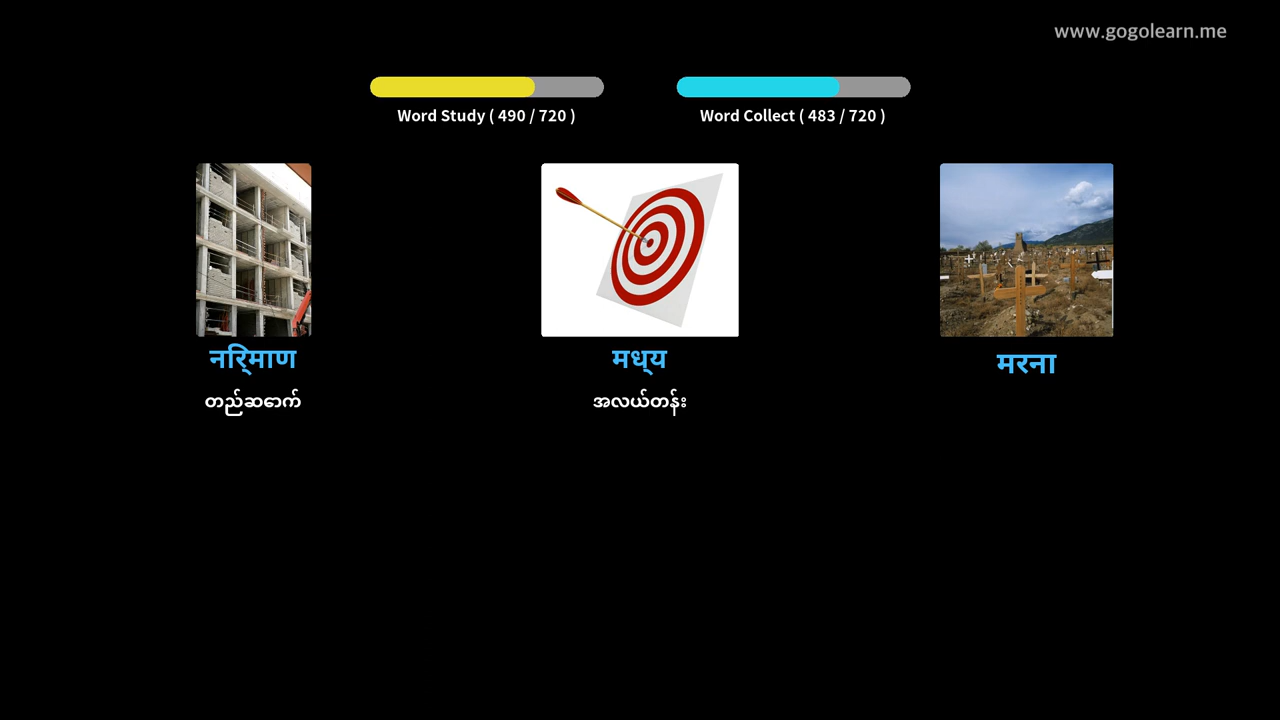 www.gogolearn.me
Word Study ( 490 / 720 )
Word Collect ( 483 / 720 )
निर्माण
मध्य
मरना
တည်ဆောက်
အလယ်တန်း